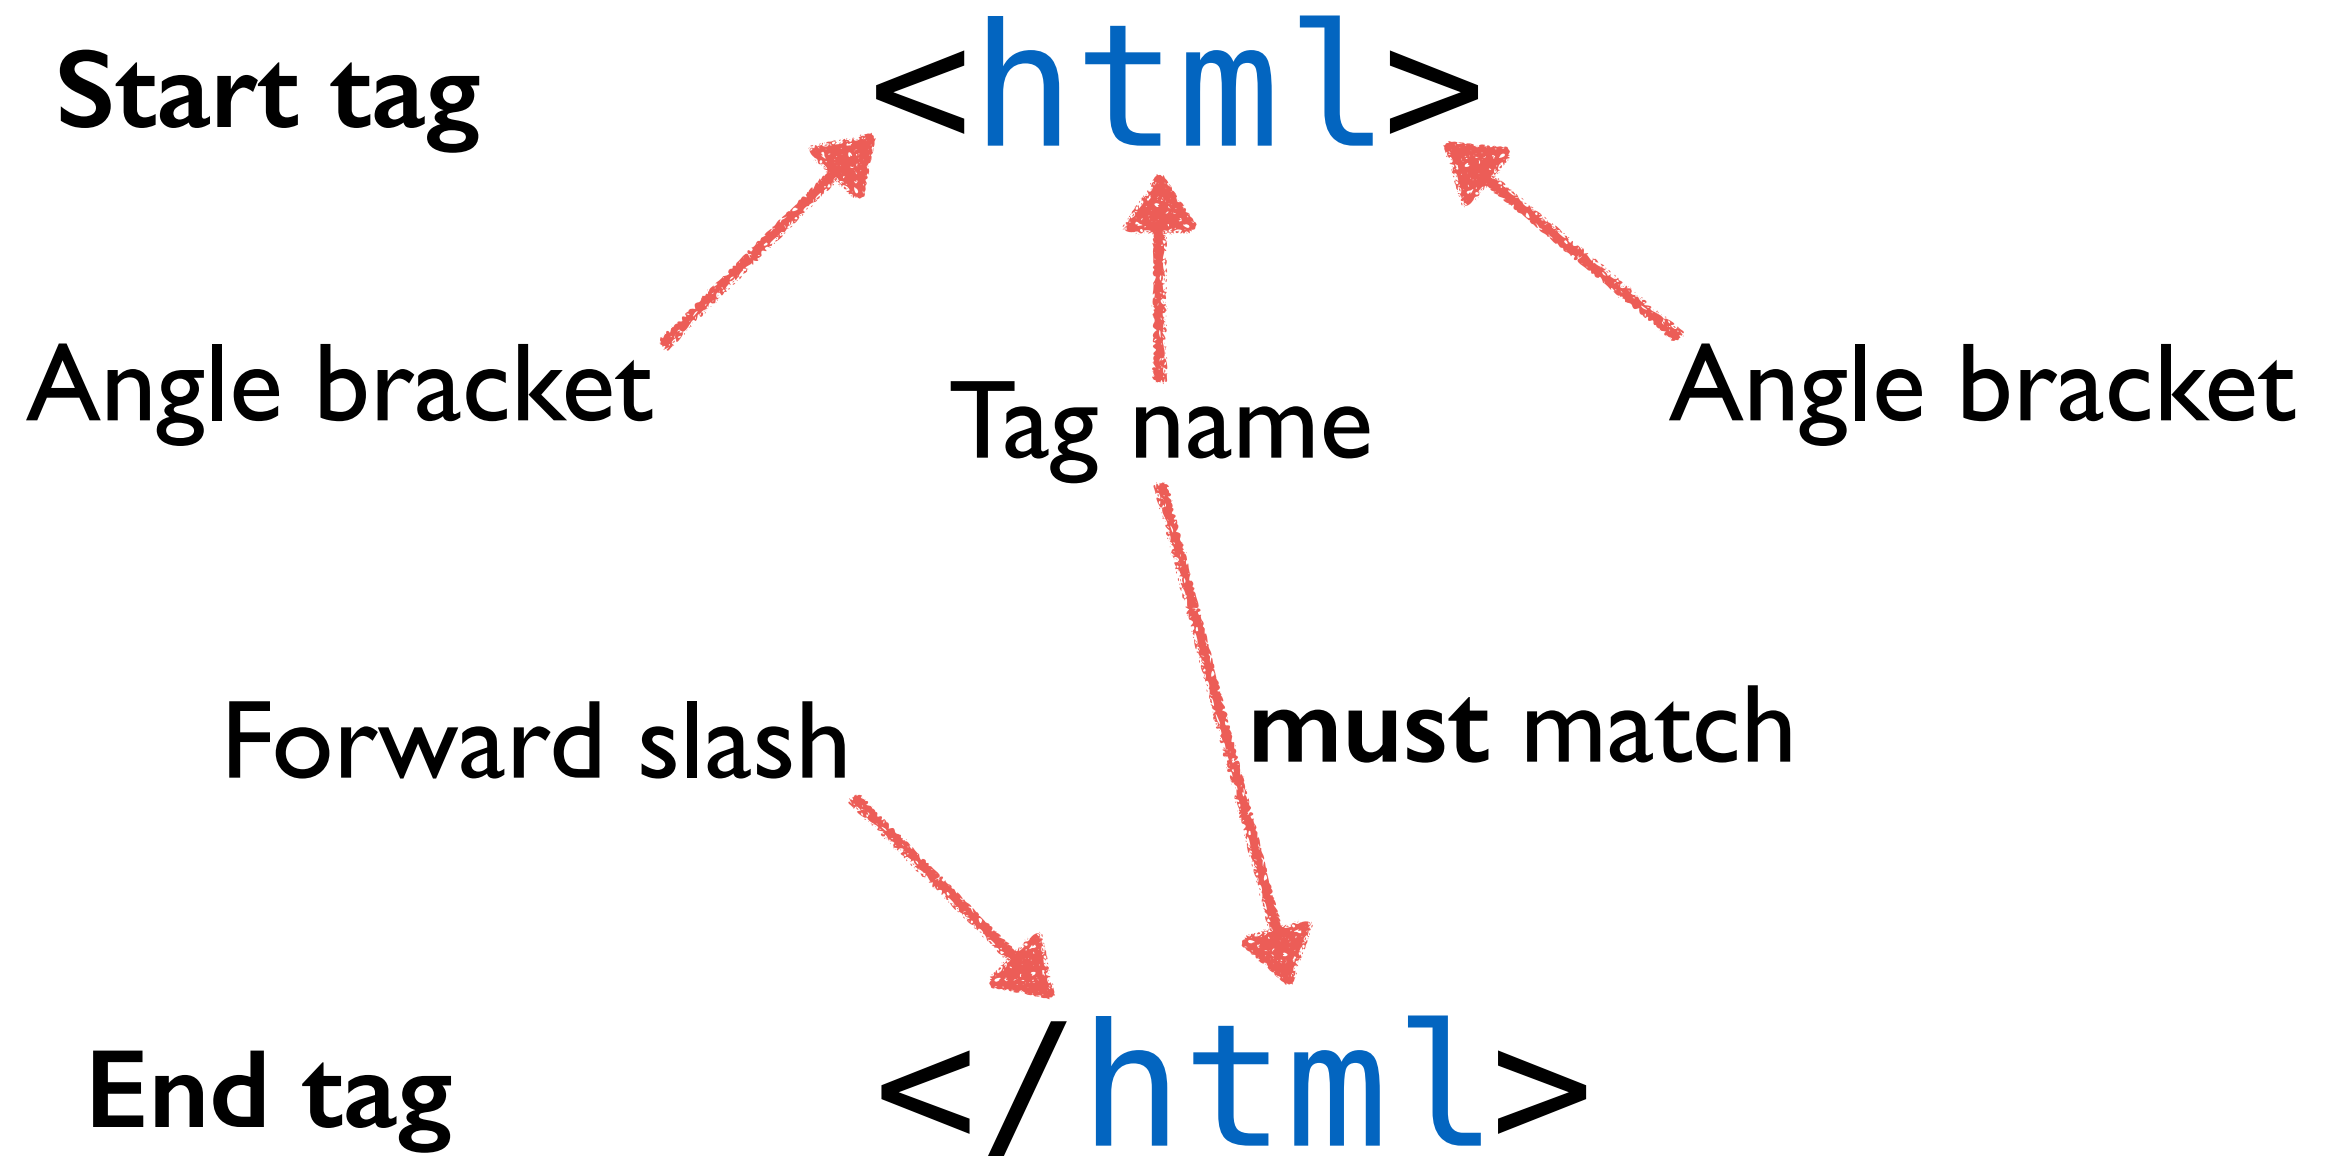 Start tag
<html>
Angle bracket
Tag name
Angle bracket
Forward slash
must match
End tag
</html>